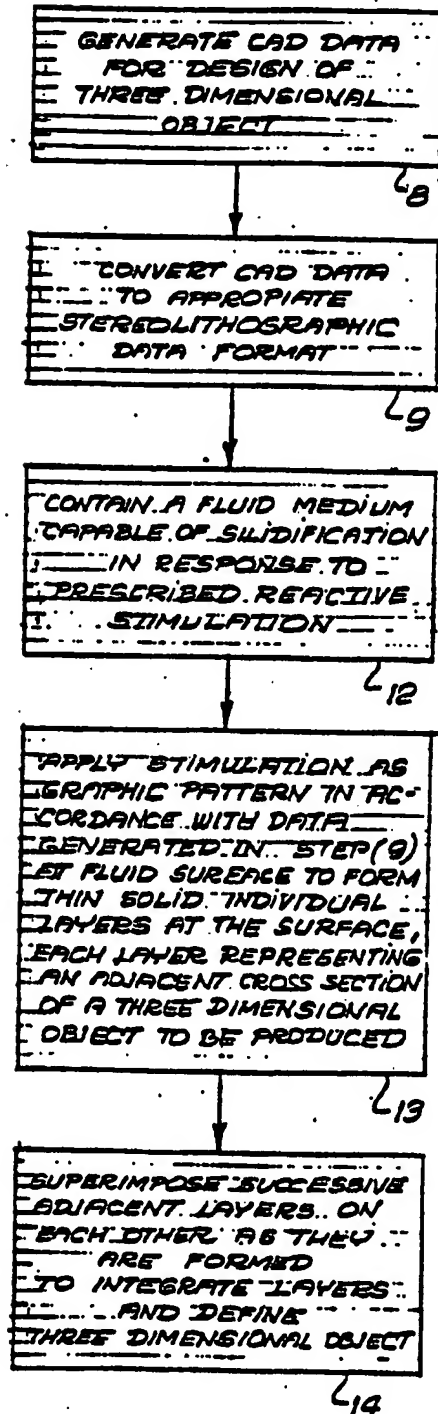 GENERATE CAD DATA
FOR DESIGN OF
THREE DIMENSIONAL
OBJECT
8
CONVERT CAD DATA
TO APPROPIATE
STEREOLITHOGRAPHIC
DATA FORMAT
9
CONTAIN A FLUID MEDIUM
CAPABLE OF SILIDIFICATION
IN RESPONSE TO
PRESCRIBED REACTIVE
STIMULATION
12
APPLY STIMULATION AS
GRAPHIC PATTERN IN AC-
CORDANCE WITH DATA
GENERATED IN STEP (9)
AT FLUID SUREACE TO FORM
THIN SOLID INDIVIDUAL
LAYERS AT THE SURFACE,
EACH LAYER REPRESENTING
AN ADJACENT CROSS SECTION
OF A THREE DIMENSIONAL
OBJECT TO BE PRODUCED
13
SUPERIMPOSE SUCCESSIVE
ADJACENT LAYERS ON
EACH OTHER AS THEY
ARE FORMED
TO INTEGRATE LAYERS
AND DEFINE
THREE DIMENSIONAL OBJECT
14